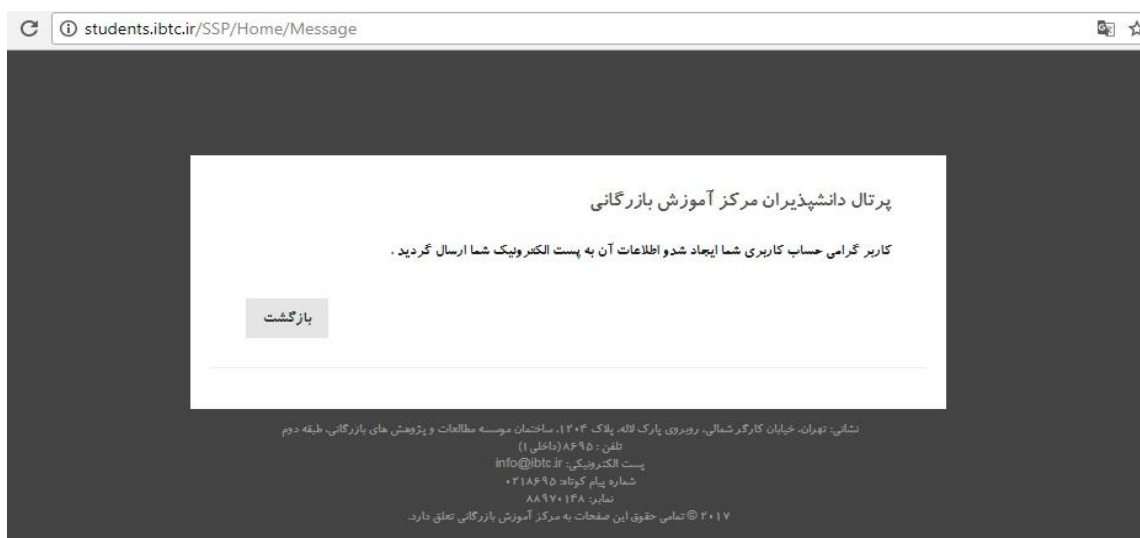 students.ibtc.ir/SSP/Home/Message
پرتال دانشپذیران مرکز آموزش بازرگانی
کاربر گرامی حساب کاربری شما ایجاد شدو اطلاعات آن به پست الکترونیک شما ارسال گردید .
بازگشت
نشانی: تهران، خیابان کارگر شمالی، روبروی پارک لاله، پلاک ۱۲۰۴، ساختمان موسسه مطالعات و پژوهش های بازرگانی، طبقه دوم
تلفن : ۸۶۹۵ (داخلی ۱)
پست الکترونیکی: info@ibtc.ir
شماره پیام کوتاه: ۰۲۱۸۶۹۵
نمابر: ۸۸۹۷۰۱۴۸
۲۰۱۷ © تمامی حقوق این صفحات به مرکز آموزش بازرگانی تعلق دارد.